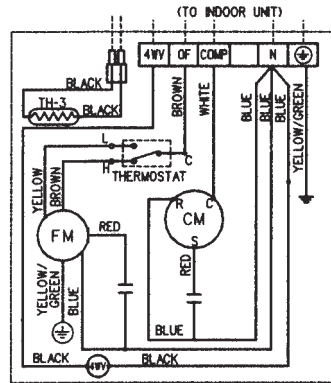 (TO INDOOR UNIT)
4WV OF COMP N
BLACK
TH-3
BLACK
BLACK
BROWN
WHITE
BLUE
BLUE
BLUE
YELLOW/GREEN
L
H
C
THERMOSTAT
YELLOW
BROWN
FM
RED
R
C
CM
S
RED
YELLOW/
GREEN
BLUE
BLUE
BLACK
4WV
BLACK